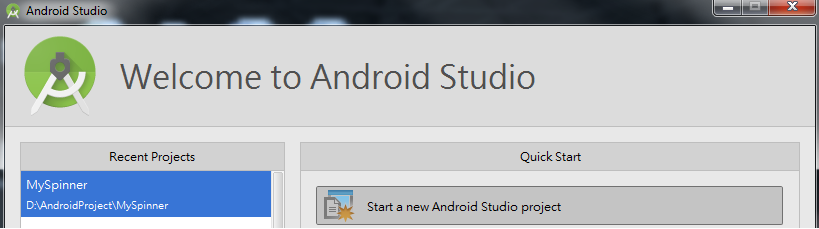 Android Studio
Welcome to Android Studio
Recent Projects
Quick Start
MySpinner
D:\AndroidProject\MySpinner
Start a new Android Studio project